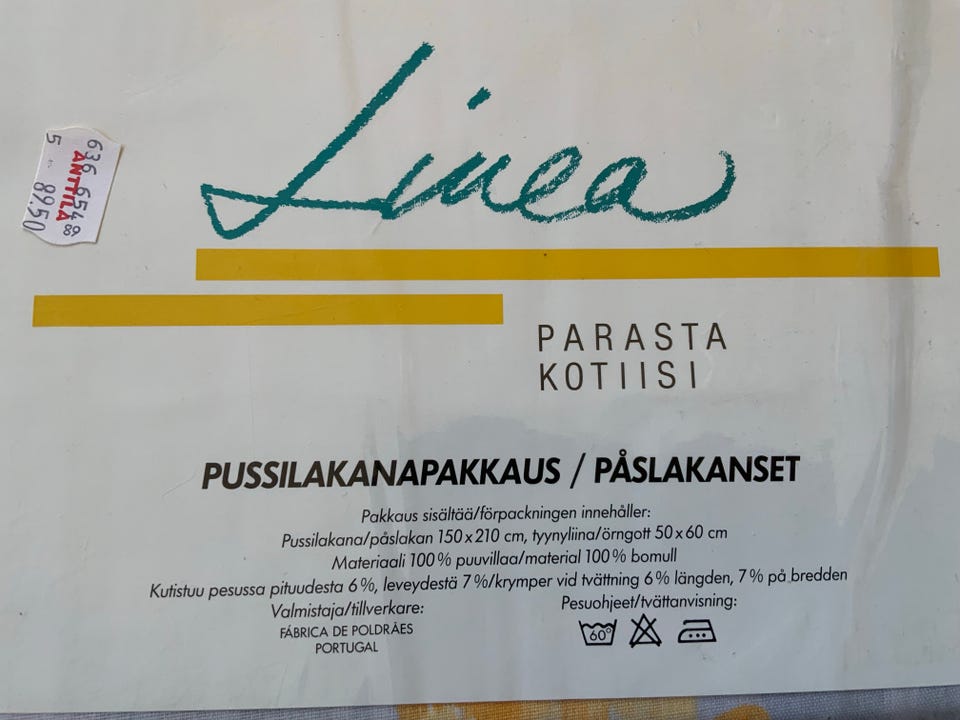 Linea
636 654 89
ANTTILA
5 89.50
PARASTA
KOTIISI
PUSSILAKANAPAKKAUS / PÅSLAKANSET
Pakkaus sisältää/förpackningen innehåller:
Pussilakana/påslakan 150 x 210 cm, tyynyliina/örngott 50 x 60 cm
Materiaali 100 % puuvillaa/material 100 % bomull
Kutistuu pesussa pituudesta 6 %, leveydestä 7 %/krymper vid tvättning 6 % längden, 7 % på bredden
Valmistaja/tillverkare:
FÁBRICA DE POLDRÃES
PORTUGAL
Pesuohjeet/tvättanvisning:
60°